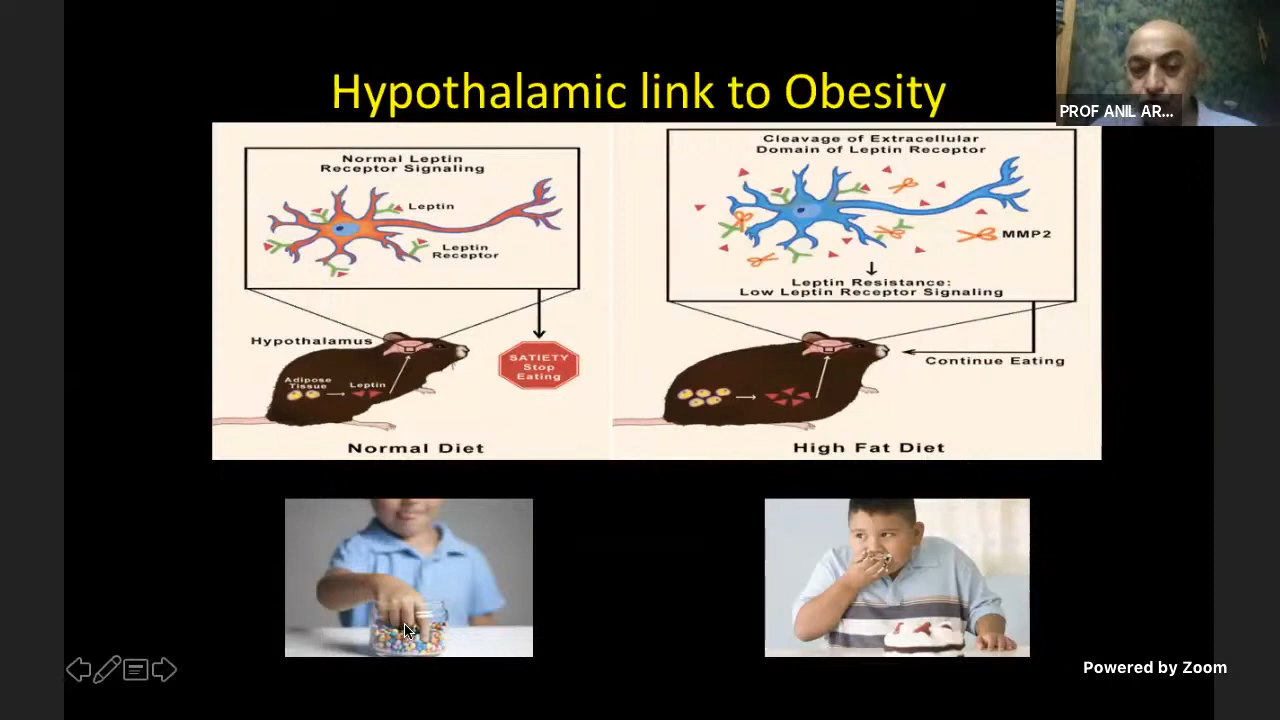 Hypothalamic link to Obesity
PROF ANIL AR...
Normal Leptin
Receptor Signaling
Leptin
Leptin
Receptor
Hypothalamus
Adipose
Tissue
Leptin
SATIETY
Stop
Eating
Normal Diet
Cleavage of Extracellular
Domain of Leptin Receptor
MMP2
Leptin Resistance:
Low Leptin Receptor Signaling
Continue Eating
High Fat Diet
Powered by Zoom